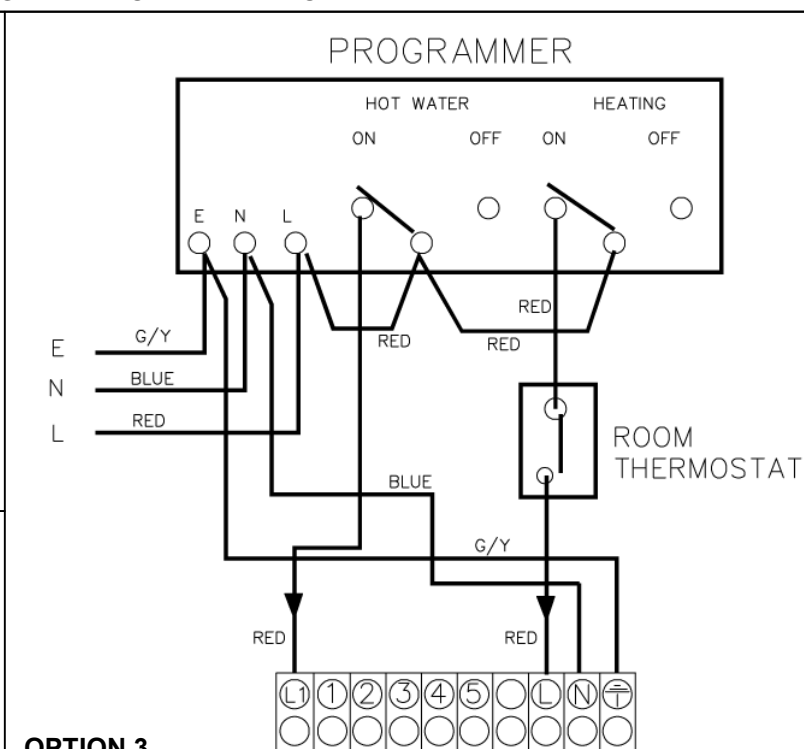 PROGRAMMER
HOT WATER HEATING
ON OFF ON OFF
E N L
RED
E G/Y
RED RED
N BLUE
L RED
ROOM
THERMOSTAT
BLUE
G/Y
RED RED
L1 1 2 3 4 5 L N
OPTION 3